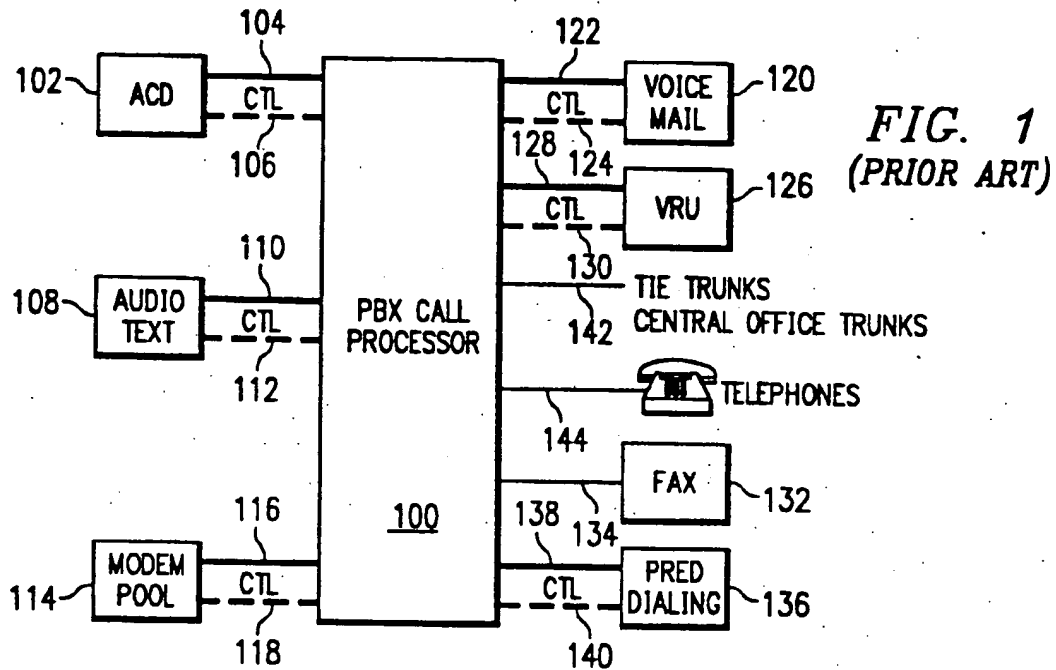 104
102
ACD
CTL
106
110
108
AUDIO
TEXT
CTL
112
116
114
MODEM
POOL
CTL
118
PBX CALL
PROCESSOR
100
122
CTL
124
VOICE
MAIL
120
128
CTL
130
VRU
126
142
TIE TRUNKS
CENTRAL OFFICE TRUNKS
144
TELEPHONES
134
FAX
132
138
CTL
140
PRED
DIALING
136
FIG. 1
(PRIOR ART)